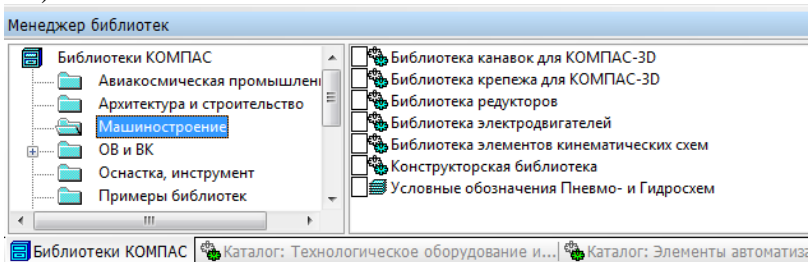 Менеджер библиотек
Библиотеки КОМПАС
Авиакосмическая промышлен
Архитектура и строительство
Машиностроение
ОВ и ВК
Оснастка, инструмент
Примеры библиотек
Библиотека канавок для КОМПАС-3D
Библиотека крепежа для КОМПАС-3D
Библиотека редукторов
Библиотека электродвигателей
Библиотека элементов кинематических схем
Конструкторская библиотека
Условные обозначения Пневмо- и Гидросхем
Библиотеки КОМПАС Каталог: Технологическое оборудование и... Каталог: Элементы автоматиз